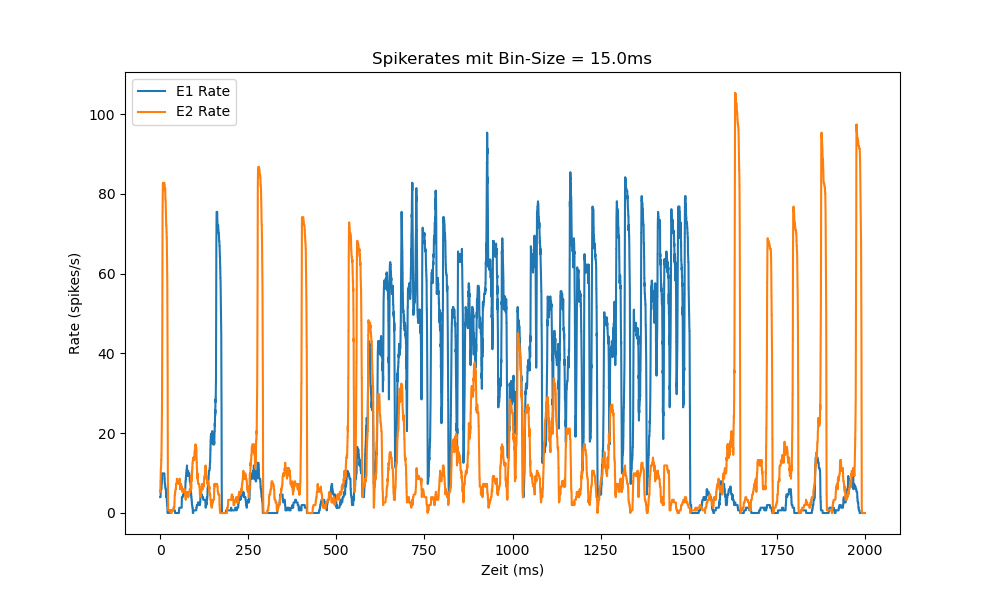 Spikerates mit Bin-Size = 15.0ms
E1 Rate
E2 Rate
Rate (spikes/s)
100
80
60
40
20
0
0 250 500 750 1000 1250 1500 1750 2000
Zeit (ms)